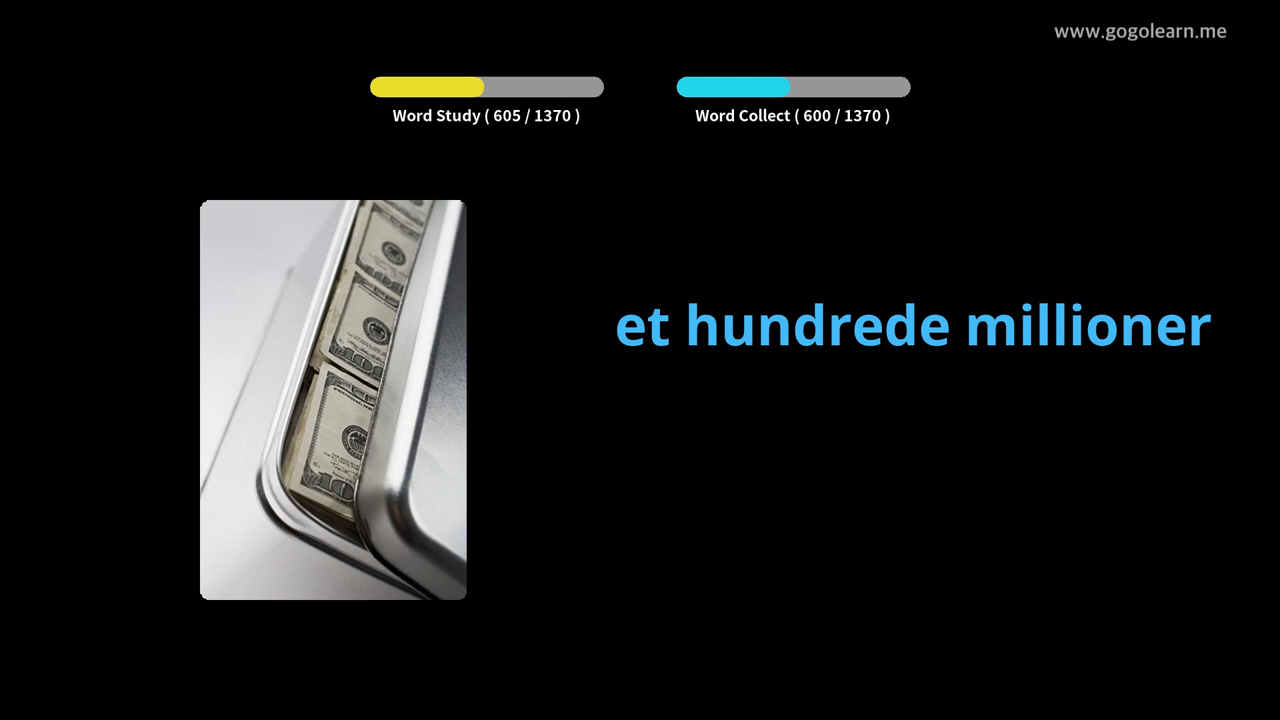 www.gogolearn.me
Word Study ( 605 / 1370 )
Word Collect ( 600 / 1370 )
et hundrede millioner